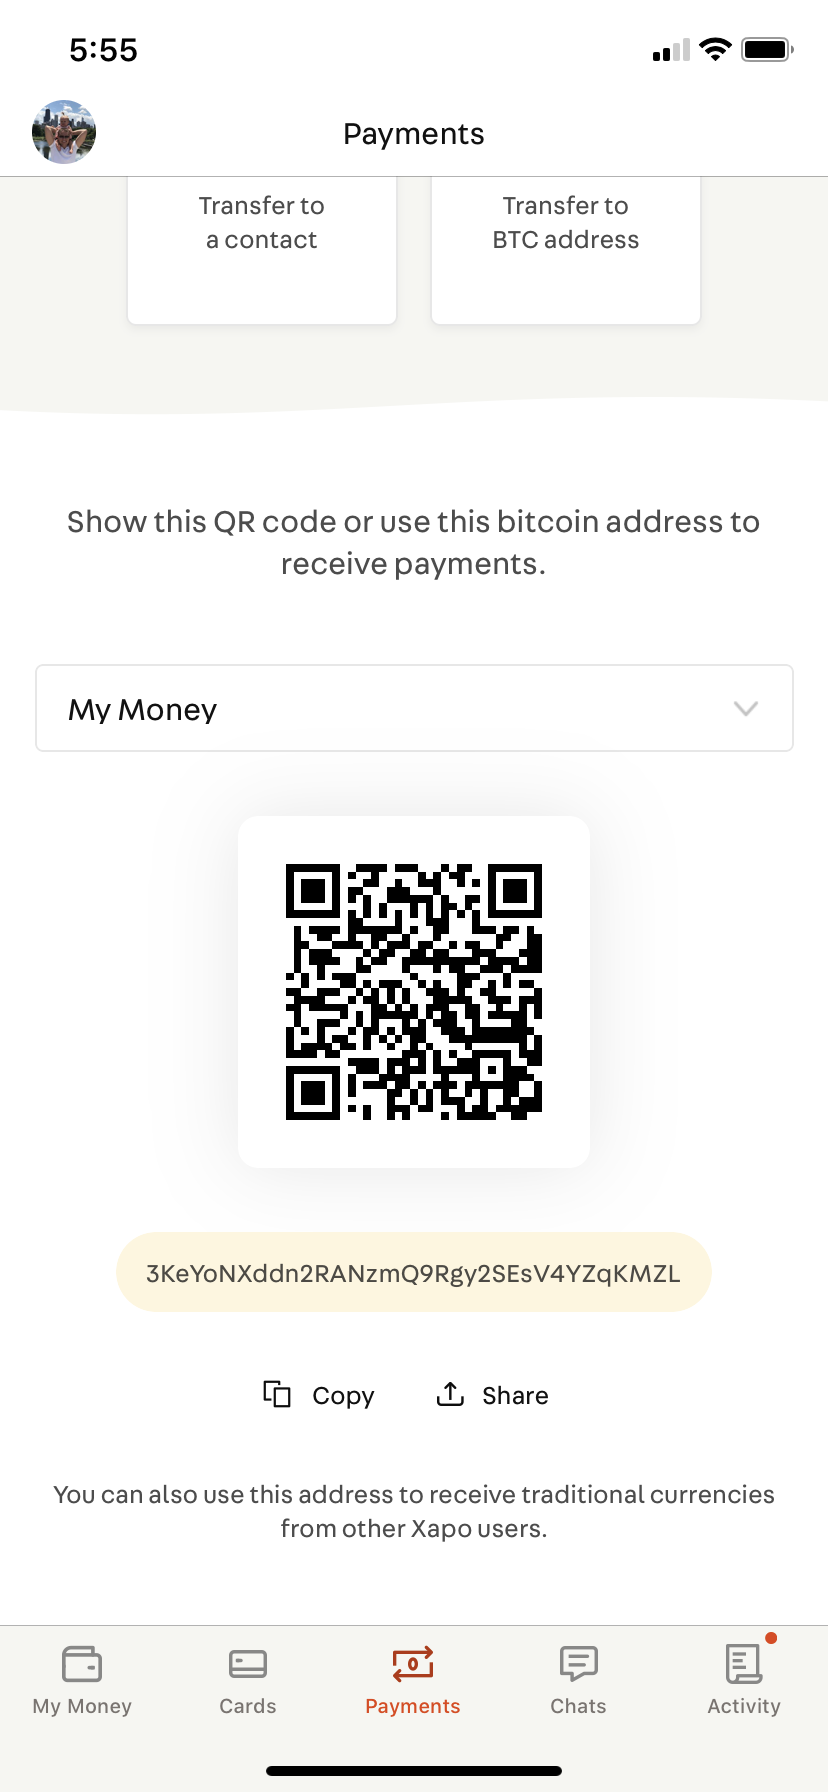 5:55
Payments
Transfer to
a contact
Transfer to
BTC address
Show this QR code or use this bitcoin address to
receive payments.
My Money
3KeYoNXddn2RANzmQ9Rgy2SEsV4YZqKMZL
Copy
Share
You can also use this address to receive traditional currencies
from other Xapo users.
My Money
Cards
Payments
Chats
Activity